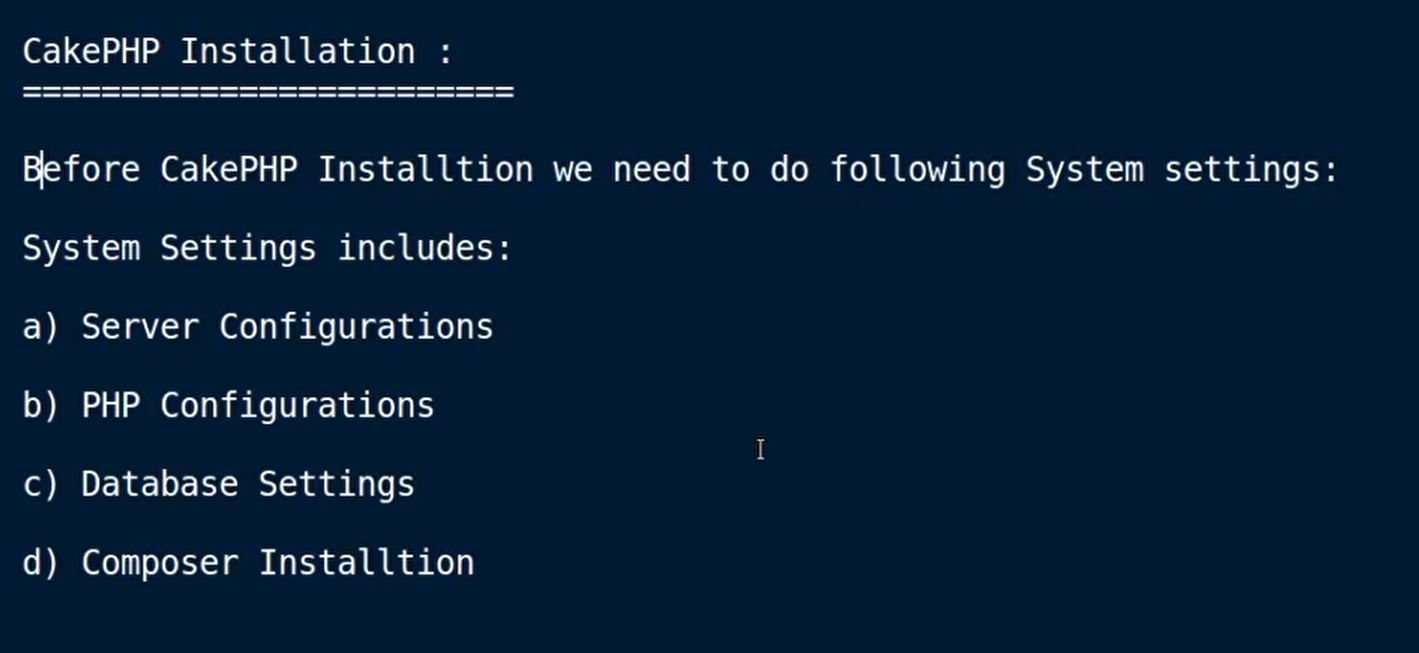 CakePHP Installation :
=========================
Before CakePHP Installtion we need to do following System settings:
System Settings includes:
a) Server Configurations
b) PHP Configurations
c) Database Settings
d) Composer Installtion